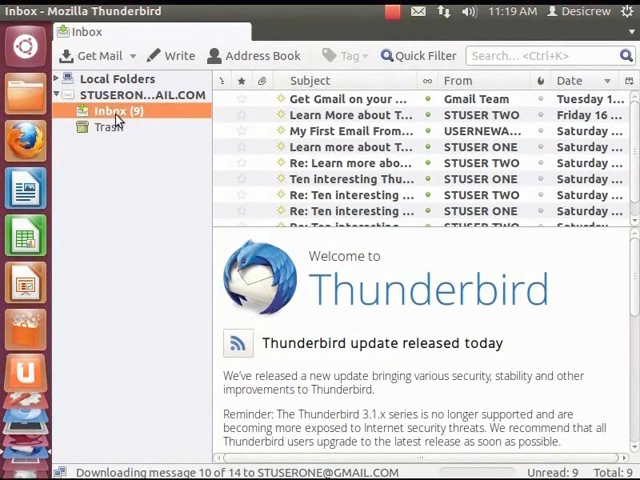 Inbox - Mozilla Thunderbird 11:19 AM Desicrew
Inbox
Get Mail Write Address Book Tag Quick Filter Search... <Ctrl+K>
Local Folders
STUSERON...AIL.COM
Inbox (9)
Trash
Subject From Date
Get Gmail on your ... Gmail Team Tuesday 1...
Learn More about T... STUSER TWO Friday 16 ...
My First Email From... USERNEWA... Saturday ...
Learn more about T... STUSER ONE Saturday ...
Re: Learn more abo... STUSER TWO Saturday ...
Ten interesting Thu... STUSER ONE Saturday ...
Re: Ten interesting ... STUSER TWO Saturday ...
Re: Ten interesting ... STUSER ONE Saturday ...
Re: Ten interesting ... STUSER TWO Saturday ...
Welcome to
Thunderbird
Thunderbird update released today
We've released a new update bringing various security, stability and other
improvements to Thunderbird.
Reminder: The Thunderbird 3.1.x series is no longer supported and are
becoming more exposed to Internet security threats. We recommend that all
Thunderbird users upgrade to the latest release as soon as possible.
Downloading message 10 of 14 to STUSERONE@GMAIL.COM Unread: 9 Total: 9